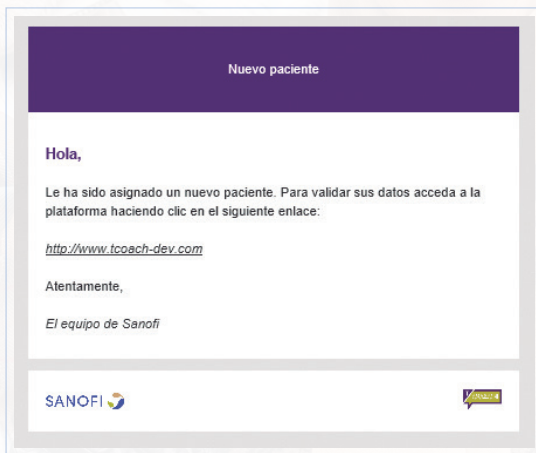 Nuevo paciente
Hola,
Le ha sido asignado un nuevo paciente. Para validar sus datos acceda a la
plataforma haciendo clic en el siguiente enlace:
http://www.tcoach-dev.com
Atentamente,
El equipo de Sanofi
SANOFI